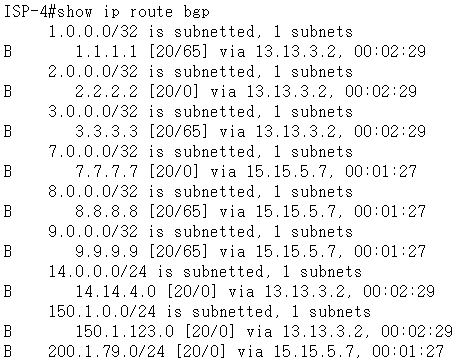 ISP-4#show ip route bgp
1.0.0.0/32 is subnetted, 1 subnets
B 1.1.1.1 [20/65] via 13.13.3.2, 00:02:29
2.0.0.0/32 is subnetted, 1 subnets
B 2.2.2.2 [20/0] via 13.13.3.2, 00:02:29
3.0.0.0/32 is subnetted, 1 subnets
B 3.3.3.3 [20/65] via 13.13.3.2, 00:02:29
7.0.0.0/32 is subnetted, 1 subnets
B 7.7.7.7 [20/0] via 15.15.5.7, 00:01:27
8.0.0.0/32 is subnetted, 1 subnets
B 8.8.8.8 [20/65] via 15.15.5.7, 00:01:27
9.0.0.0/32 is subnetted, 1 subnets
B 9.9.9.9 [20/65] via 15.15.5.7, 00:01:27
14.0.0.0/24 is subnetted, 1 subnets
B 14.14.4.0 [20/0] via 13.13.3.2, 00:02:29
150.1.0.0/24 is subnetted, 1 subnets
B 150.1.123.0 [20/0] via 13.13.3.2, 00:02:29
B 200.1.79.0/24 [20/0] via 15.15.5.7, 00:01:27